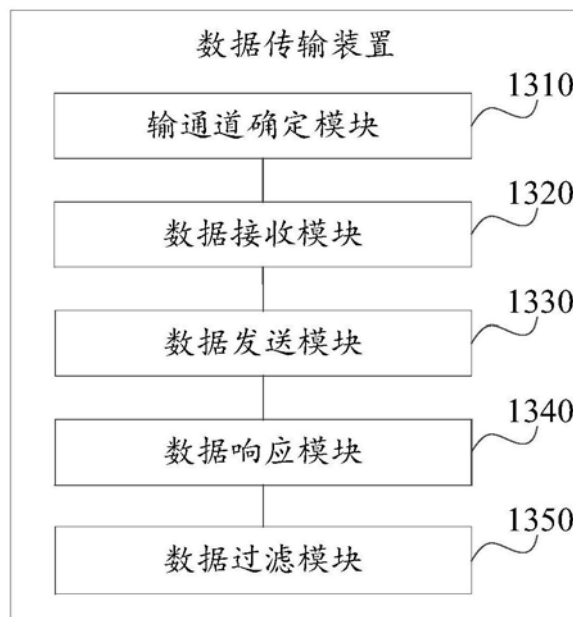 数据传输装置
1310
输通道确定模块
1320
数据接收模块
1330
数据发送模块
1340
数据响应模块
1350
数据过滤模块